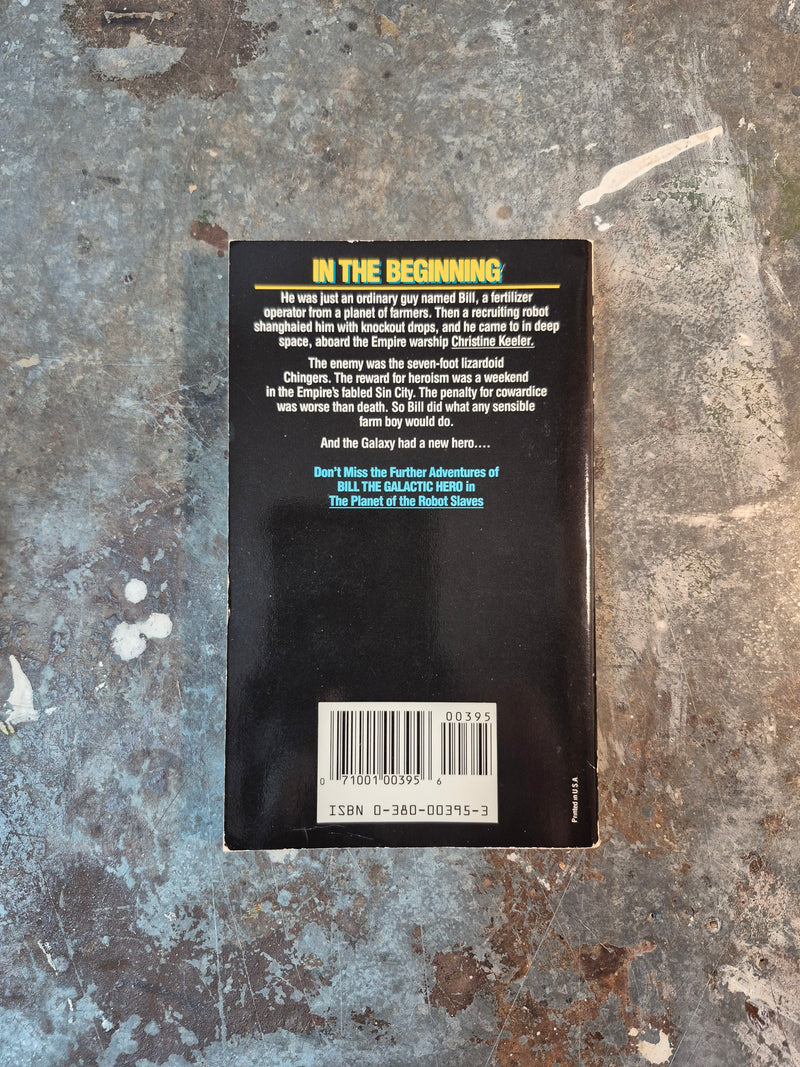 IN THE BEGINNING
He was just an ordinary guy named Bill, a fertilizer
operator from a planet of farmers. Then a recruiting robot
shanghaied him with knockout drops, and he came to in deep
space, aboard the Empire warship Christine Keeler.
The enemy was the seven-foot lizardoid
Chingers. The reward for heroism was a weekend
in the Empire's fabled Sin City. The penalty for cowardice
was worse than death. So Bill did what any sensible
farm boy would do.
And the Galaxy had a new hero....
Don't Miss the Further Adventures of
BILL THE GALACTIC HERO in
The Planet of the Robot Slaves
00395
0 71001 00395 6
ISBN 0-380-00395-3
Printed in U.S.A